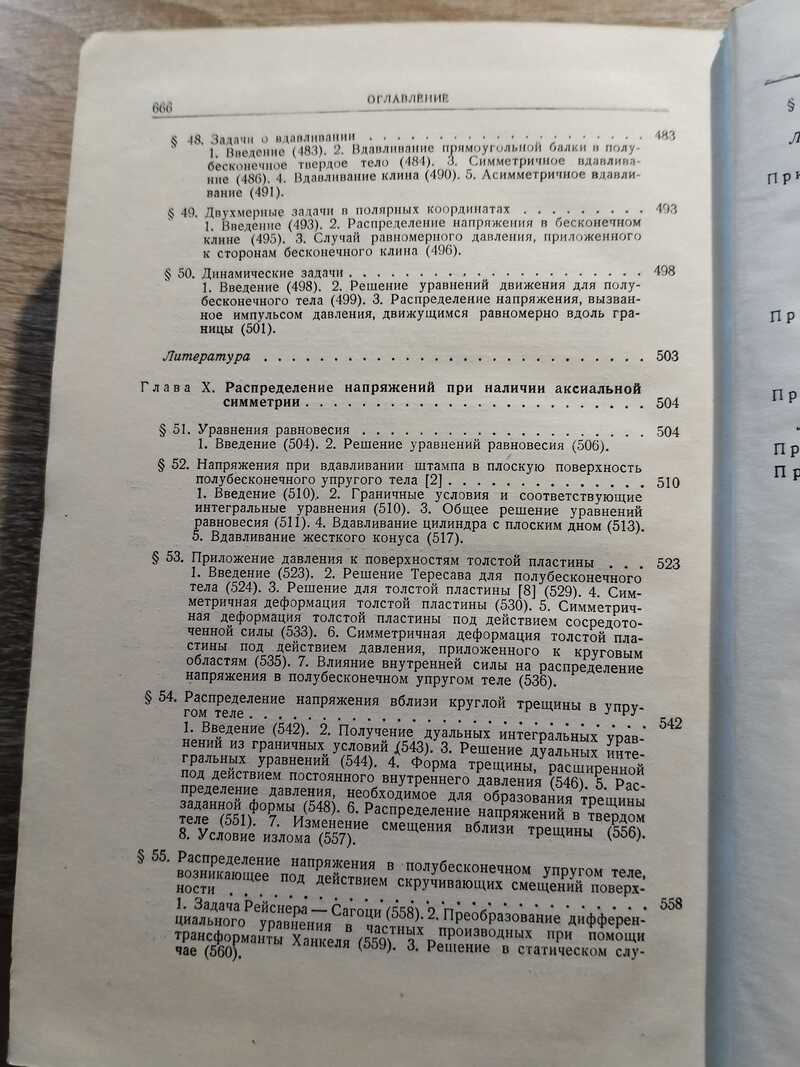 666
ОГЛАВЛЕНИЕ
§ 48. Задачи о вдавливании . . . . . . . . . . . . . . . . . . . . 483
1. Введение (483). 2. Вдавливание прямоугольной балки в полу-
бесконечное твердое тело (484). 3. Симметричное вдавлива-
ние (486). 4. Вдавливание клина (490). 5. Асимметричное вдавли-
вание (491).
§ 49. Двухмерные задачи в полярных координатах . . . . . . . . . 493
1. Введение (493). 2. Распределение напряжения в бесконечном
клине (495). 3. Случай равномерного давления, приложенного
к сторонам бесконечного клина (496).
§ 50. Динамические задачи . . . . . . . . . . . . . . . . . . . . . . 498
1. Введение (498). 2. Решение уравнений движения для полу-
бесконечного тела (499). 3. Распределение напряжения, вызван-
ное импульсом давления, движущимся равномерно вдоль гра-
ницы (501).
Литература . . . . . . . . . . . . . . . . . . . . . . . . . . . . 503
Глава X. Распределение напряжений при наличии аксиальной
симметрии . . . . . . . . . . . . . . . . . . . . . . . . . 504
§ 51. Уравнения равновесия . . . . . . . . . . . . . . . . . . . . 504
1. Введение (504). 2. Решение уравнений равновесия (506).
§ 52. Напряжения при вдавливании штампа в плоскую поверхность
полубесконечного упругого тела [2] . . . . . . . . . . . . . . 510
1. Введение (510). 2. Граничные условия и соответствующие
интегральные уравнения (510). 3. Общее решение уравнений
равновесия (511). 4. Вдавливание цилиндра с плоским дном (513).
5. Вдавливание жесткого конуса (517).
§ 53. Приложение давления к поверхностям толстой пластины . . . 523
1. Введение (523). 2. Решение Тересава для полубесконечного
тела (524). 3. Решение для толстой пластины [8] (529). 4. Сим-
метричная деформация толстой пластины (530). 5. Симметрич-
ная деформация толстой пластины под действием сосредото-
ченной силы (533). 6. Симметричная деформация толстой пла-
стины под действием давления, приложенного к круговым
областям (535). 7. Влияние внутренней силы на распределение
напряжения в полубесконечном упругом теле (536).
§ 54. Распределение напряжения вблизи круглой трещины в упру-
гом теле . . . . . . . . . . . . . . . . . . . . . . . . . . . . . 542
1. Введение (542). 2. Получение дуальных интегральных урав-
нений из граничных условий (543). 3. Решение дуальных инте-
гральных уравнений (544). 4. Форма трещины, расширенной
под действием постоянного внутреннего давления (546). 5. Рас-
пределение давления, необходимое для образования трещины
заданной формы (548). 6. Распределение напряжений в твердом
теле (551). 7. Изменение смещения вблизи трещины (556).
8. Условие излома (557).
§ 55. Распределение напряжения в полубесконечном упругом теле,
возникающее под действием скручивающих смещений поверх-
ности . . . . . . . . . . . . . . . . . . . . . . . . . . . . . . 558
1. Задача Рейснера — Сагоци (558). 2. Преобразование дифферен-
циального уравнения в частных производных при помощи
трансформанты Ханкеля (559). 3. Решение в статическом слу-
чае (560).
§
Л
При
Пр
Пр
Пр
Пр